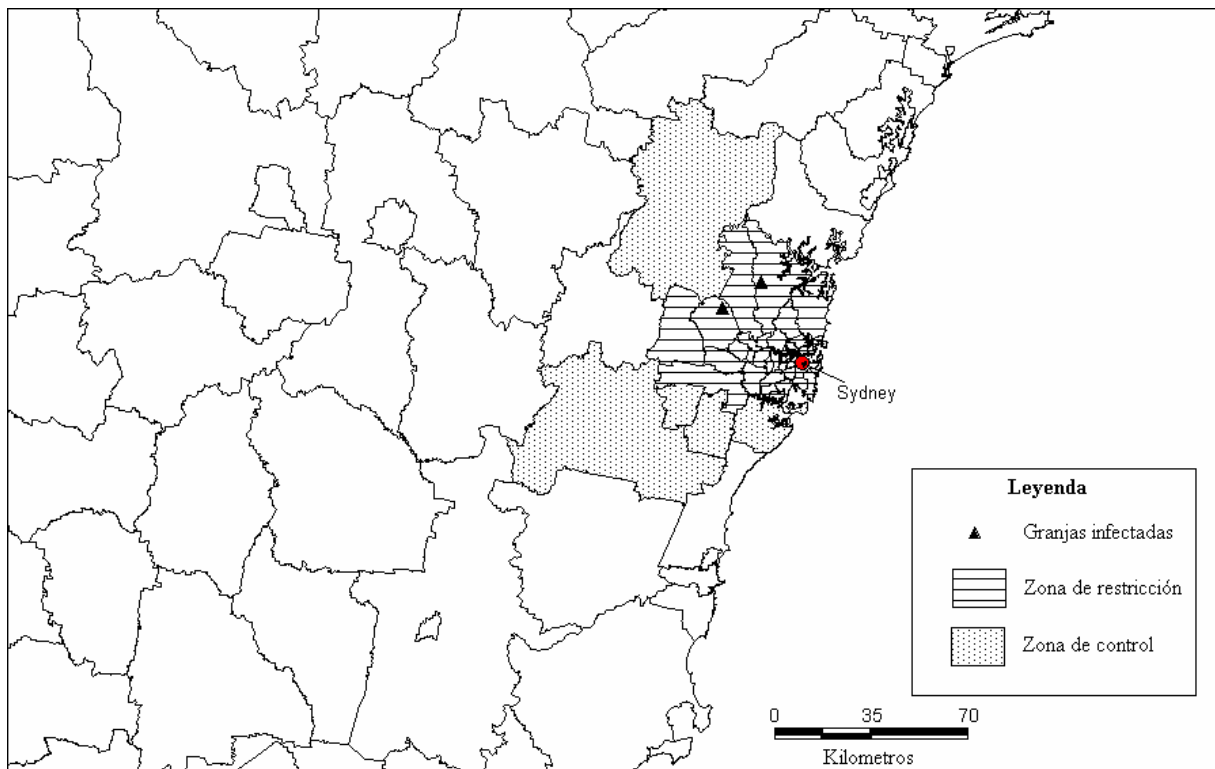 Sydney
Leyenda
Granjas infectadas
Zona de restricción
Zona de control
0 35 70
Kilometros